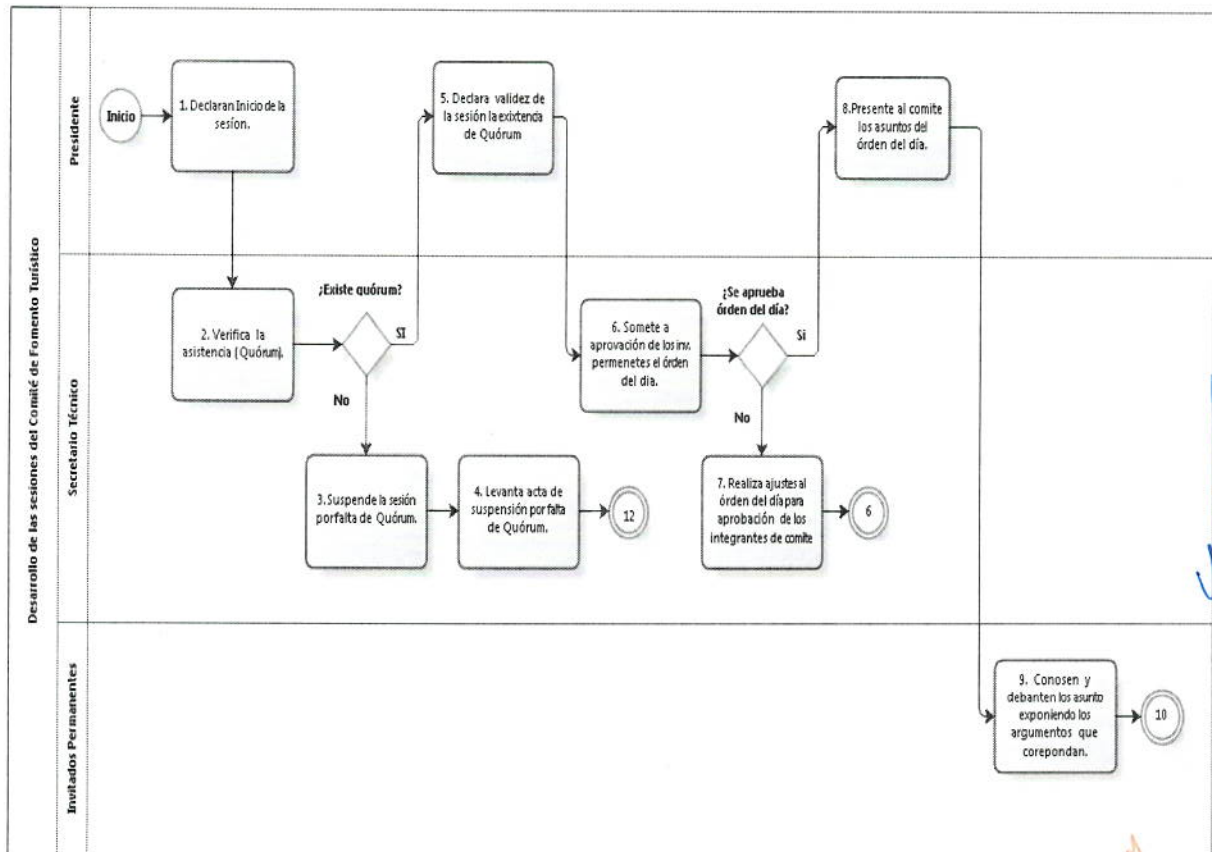 Desarrollo de las sesiones del Comité de Fomento Turístico
Presidente
Inicio
1. Declaran Inicio de la
sesíon.
5. Declara validez de
la sesión la exixtenda
de Quórum
8.Presente al comite
los asuntos del
órden del día.
Secretario Técnico
2. Verifica la
asistencia ( Quórum).
¿Existe quórum?
SI
No
3. Suspende la sesión
por falta de Quórum.
4. Levanta acta de
suspensión por falta
de Quórum.
12
6. Somete a
aprovación de los inv.
permenetes el órden
del dia.
¿Se aprueba
órden del día?
Si
No
7. Realiza ajustes al
órden del día para
aprobación de los
integrantes de comite
6
Invitados Permanentes
9. Conosen y
debanten los asunto
exponiendo los
argumentos que
corepondan.
10